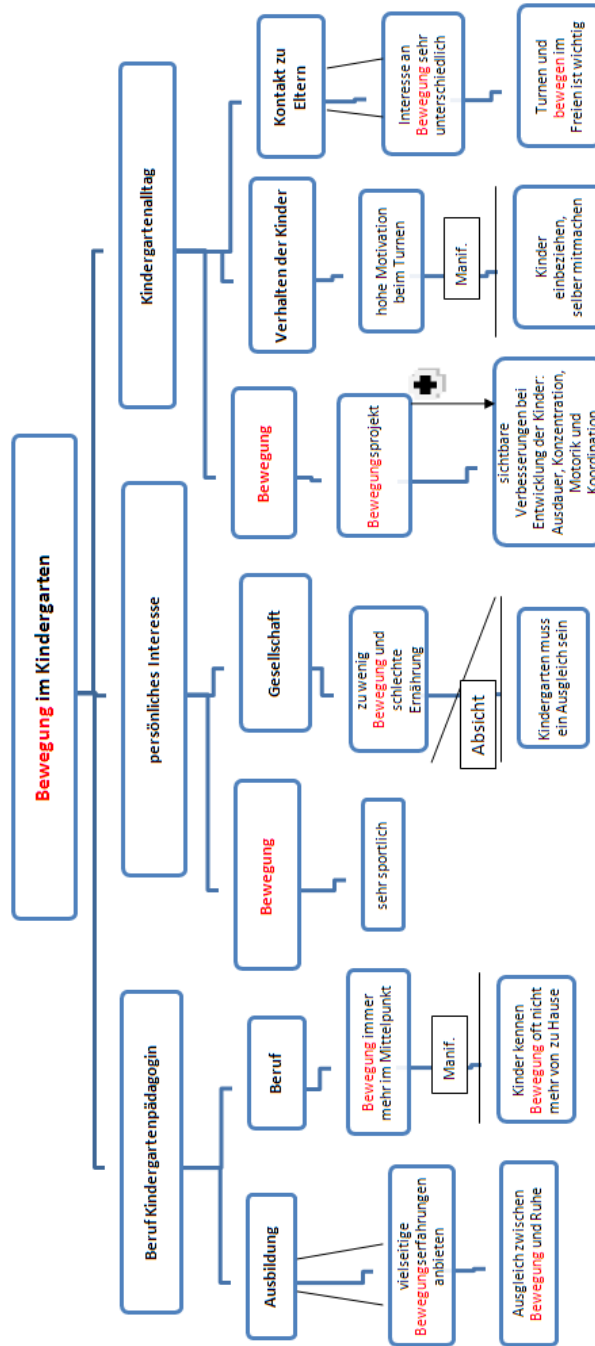 Bewegung im Kindergarten
Beruf Kindergartenpädagogin
persönliches Interesse
Kindergartenalltag
Ausbildung
Beruf
Bewegung
Gesellschaft
Bewegung
Verhalten der Kinder
Kontakt zu
Eltern
vielseitige
Bewegungserfahrungen
anbieten
Bewegung immer
mehr im Mittelpunkt
sehr sportlich
zu wenig
Bewegung und
schlechte
Ernährung
Bewegungsprojekt
hohe Motivation
beim Turnen
Interesse an
Bewegung sehr
unterschiedlich
Manif.
Absicht
Manif.
Ausgleich zwischen
Bewegung und Ruhe
Kinder kennen
Bewegung oft nicht
mehr von zu Hause
Kindergarten muss
ein Ausgleich sein
sichtbare
Verbesserungen bei
Entwicklung der Kinder:
Ausdauer, Konzentration,
Motorik und
Koordination
Kinder
einbeziehen,
selber mitmachen
Turnen und
bewegen im
Freien ist wichtig